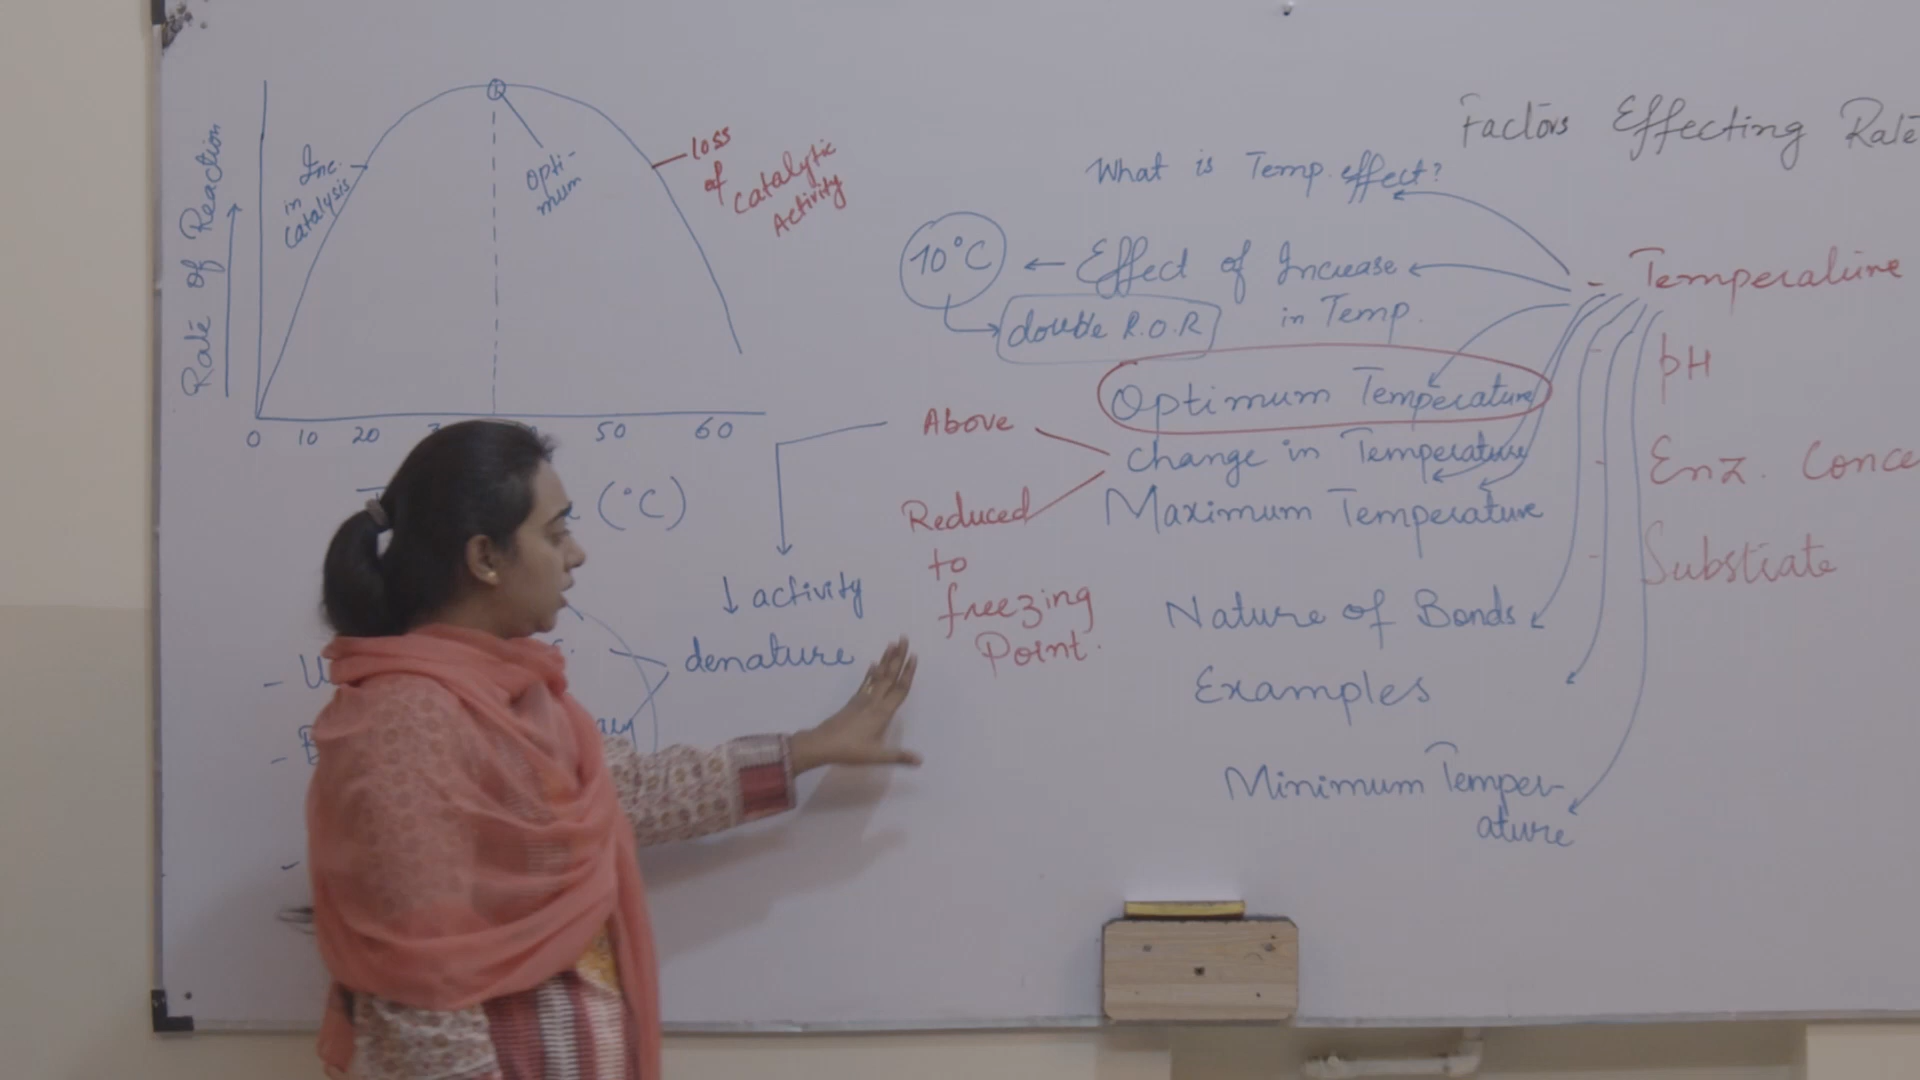 Factors Effecting Rate
What is Temp. effect?
- Temperature
10°C ← Effect of Increase
in Temp.
double R.O.R
Optimum Temperature
Above
Change in Temperature
Maximum Temperature
Reduced
to
freezing
Point.
Nature of Bonds
Examples
Minimum Temper-
ature
pH
Enz. Conce
Substrate
↓ activity
denature
Rate of Reaction
Inc.
in
Catalysis
Opti-
mum
loss
of
Catalytic
Activity
0 10 20 50 60
(°C)